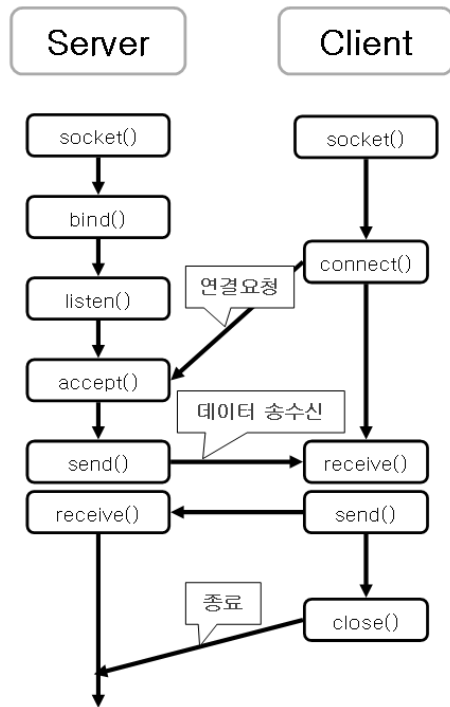 Server
Client
socket()
socket()
bind()
connect()
연결요청
listen()
accept()
데이터 송수신
send()
receive()
receive()
send()
종료
close()